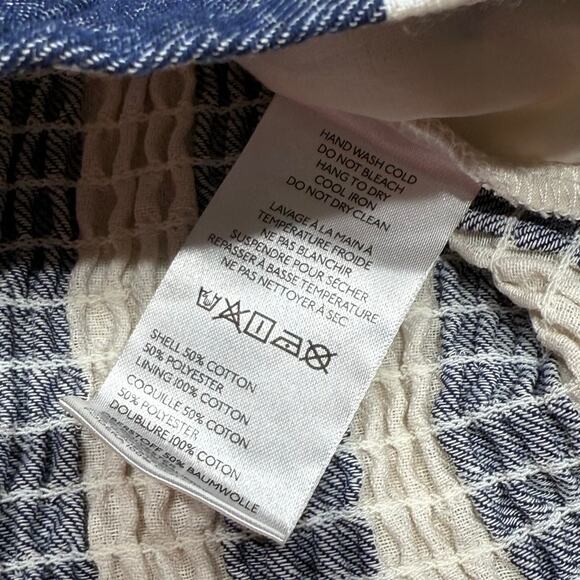 HAND WASH COLD
DO NOT BLEACH
HANG TO DRY
COOL IRON
DO NOT DRY CLEAN
LAVAGE À LA MAIN À
TEMPÉRATURE FROIDE
NE PAS BLANCHIR
SUSPENDRE POUR SÉCHER
REPASSER À BASSE TEMPÉRATURE
NE PAS NETTOYER À SEC
SHELL 50% COTTON
50% POLYESTER
LINING 100% COTTON
COQUILLE 50% COTON
50% POLYESTER
DOUBLURE 100% COTON
50% BAUMWOLLE